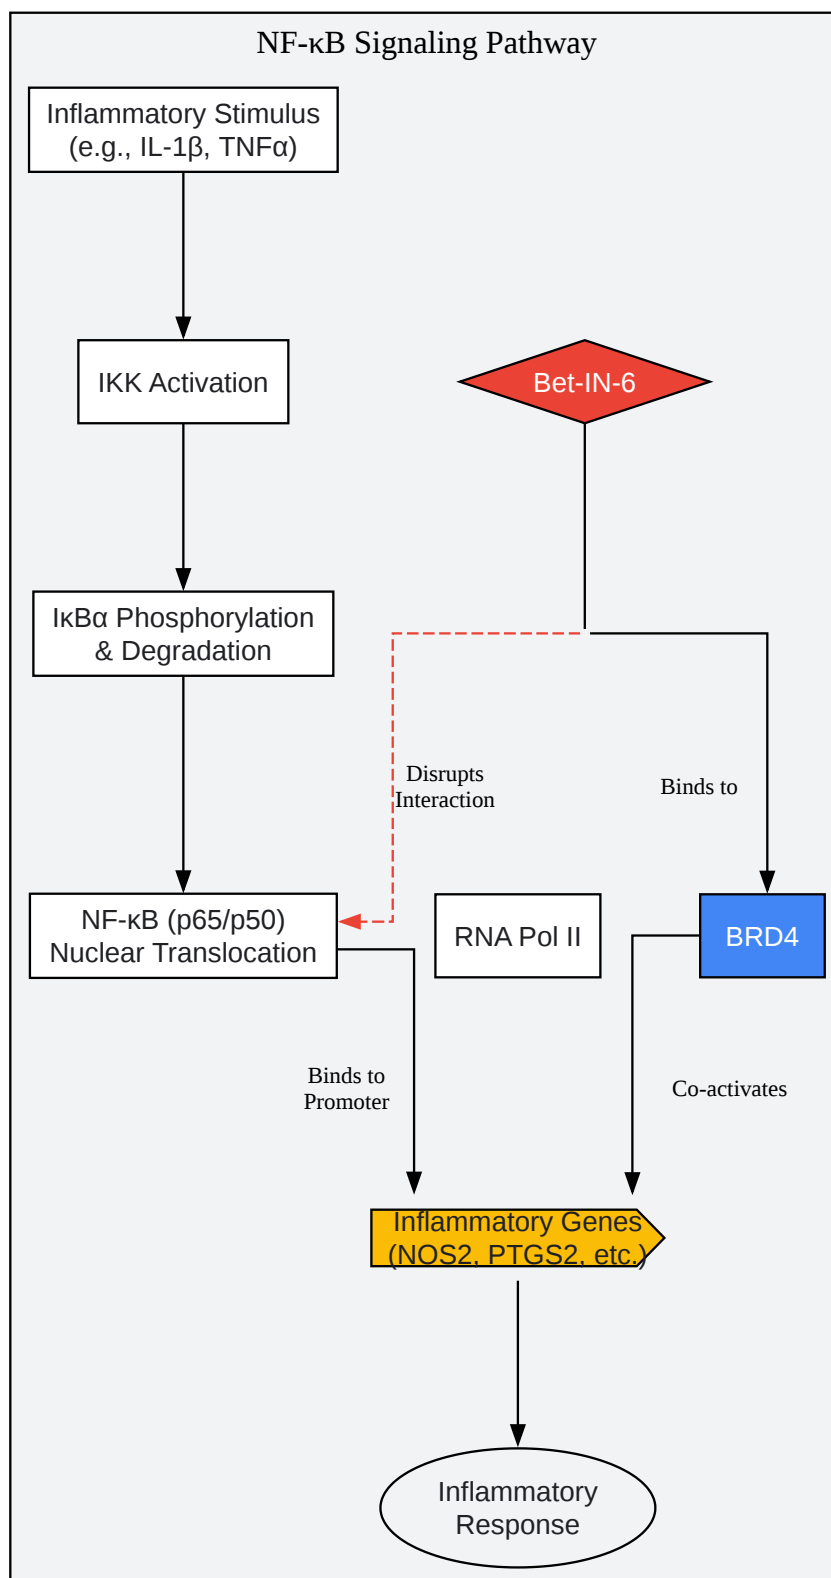 NF-κB Signaling Pathway
Inflammatory Stimulus
(e.g., IL-1β, TNFα)
IKK Activation
Bet-IN-6
IκBα Phosphorylation
& Degradation
Disrupts
Interaction
Binds to
NF-κB (p65/p50)
Nuclear Translocation
RNA Pol II
BRD4
Binds to
Promoter
Co-activates
Inflammatory Genes
(NOS2, PTGS2, etc.)
Inflammatory
Response